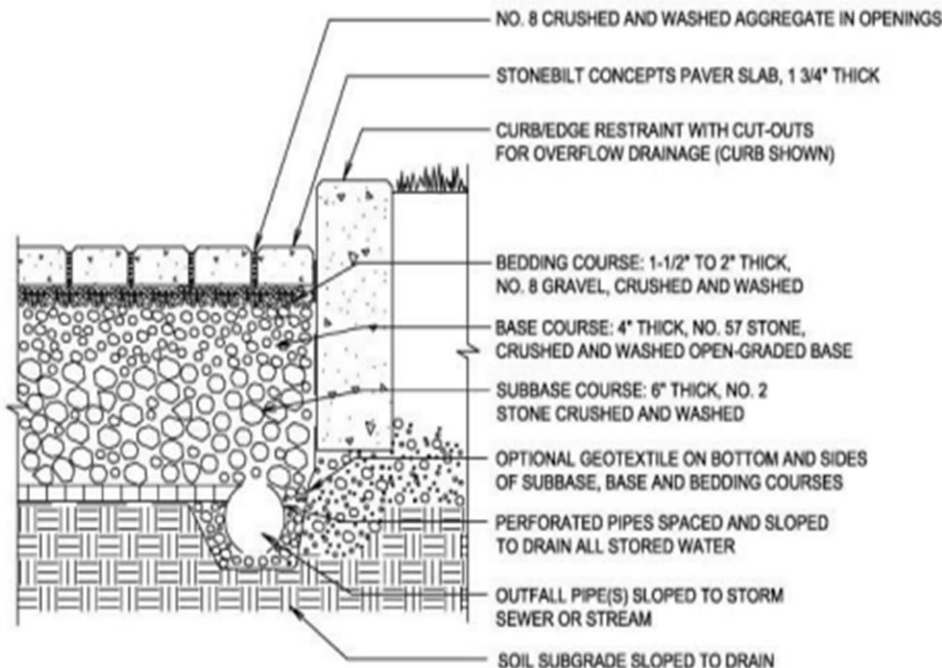 NO. 8 CRUSHED AND WASHED AGGREGATE IN OPENINGS
STONEBILT CONCEPTS PAVER SLAB, 1 3/4" THICK
CURB/EDGE RESTRAINT WITH CUT-OUTS
FOR OVERFLOW DRAINAGE (CURB SHOWN)
BEDDING COURSE: 1-1/2" TO 2" THICK,
NO. 8 GRAVEL, CRUSHED AND WASHED
BASE COURSE: 4" THICK, NO. 57 STONE,
CRUSHED AND WASHED OPEN-GRADED BASE
SUBBASE COURSE: 6" THICK, NO. 2
STONE CRUSHED AND WASHED
OPTIONAL GEOTEXTILE ON BOTTOM AND SIDES
OF SUBBASE, BASE AND BEDDING COURSES
PERFORATED PIPES SPACED AND SLOPED
TO DRAIN ALL STORED WATER
OUTFALL PIPE(S) SLOPED TO STORM
SEWER OR STREAM
SOIL SUBGRADE SLOPED TO DRAIN